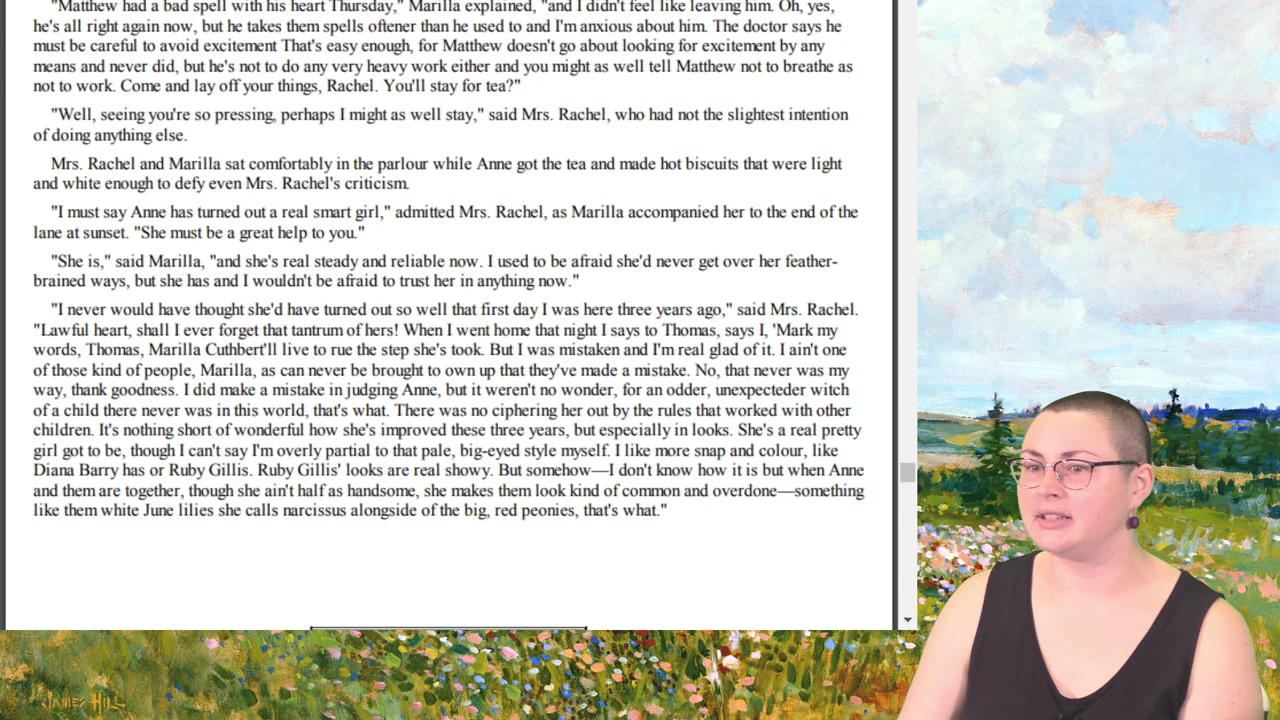 "Matthew had a bad spell with his heart Thursday," Marilla explained, "and I didn't feel like leaving him. Oh, yes,
he's all right again now, but he takes them spells oftener than he used to and I'm anxious about him. The doctor says he
must be careful to avoid excitement That's easy enough, for Matthew doesn't go about looking for excitement by any
means and never did, but he's not to do any very heavy work either and you might as well tell Matthew not to breathe as
not to work. Come and lay off your things, Rachel. You'll stay for tea?"
"Well, seeing you're so pressing, perhaps I might as well stay," said Mrs. Rachel, who had not the slightest intention
of doing anything else.
Mrs. Rachel and Marilla sat comfortably in the parlour while Anne got the tea and made hot biscuits that were light
and white enough to defy even Mrs. Rachel's criticism.
"I must say Anne has turned out a real smart girl," admitted Mrs. Rachel, as Marilla accompanied her to the end of the
lane at sunset. "She must be a great help to you."
"She is," said Marilla, "and she's real steady and reliable now. I used to be afraid she'd never get over her feather-
brained ways, but she has and I wouldn't be afraid to trust her in anything now."
"I never would have thought she'd have turned out so well that first day I was here three years ago," said Mrs. Rachel.
"Lawful heart, shall I ever forget that tantrum of hers! When I went home that night I says to Thomas, says I, 'Mark my
words, Thomas, Marilla Cuthbert'll live to rue the step she's took. But I was mistaken and I'm real glad of it. I ain't one
of those kind of people, Marilla, as can never be brought to own up that they've made a mistake. No, that never was my
way, thank goodness. I did make a mistake in judging Anne, but it weren't no wonder, for an odder, unexpecteder witch
of a child there never was in this world, that's what. There was no ciphering her out by the rules that worked with other
children. It's nothing short of wonderful how she's improved these three years, but especially in looks. She's a real pretty
girl got to be, though I can't say I'm overly partial to that pale, big-eyed style myself. I like more snap and colour, like
Diana Barry has or Ruby Gillis. Ruby Gillis' looks are real showy. But somehow—I don't know how it is but when Anne
and them are together, though she ain't half as handsome, she makes them look kind of common and overdone—something
like them white June lilies she calls narcissus alongside of the big, red peonies, that's what."
JAMES HILL